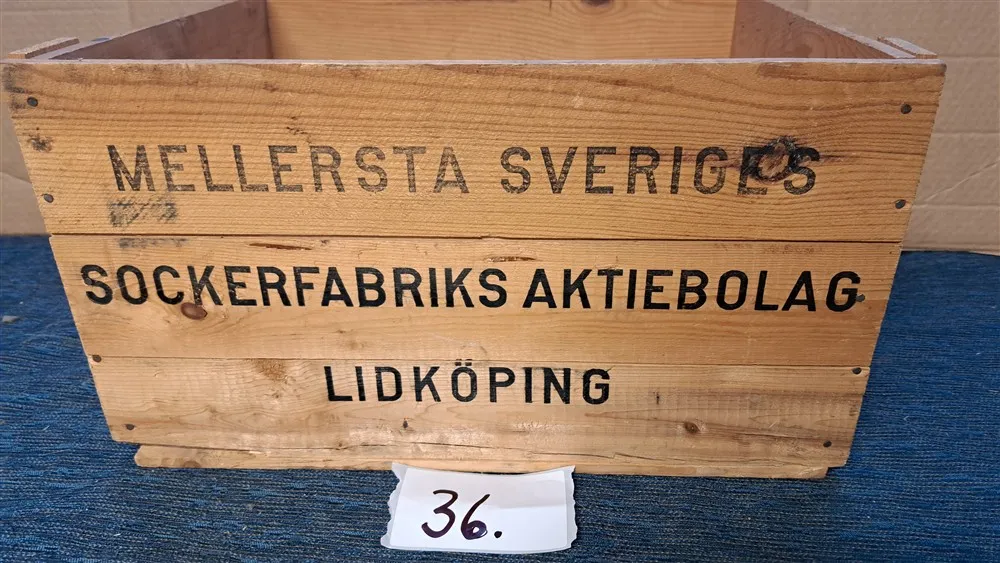 MELLERSTA SVERIGES
SOCKERFABRIKS AKTIEBOLAG
LIDKÖPING
36.